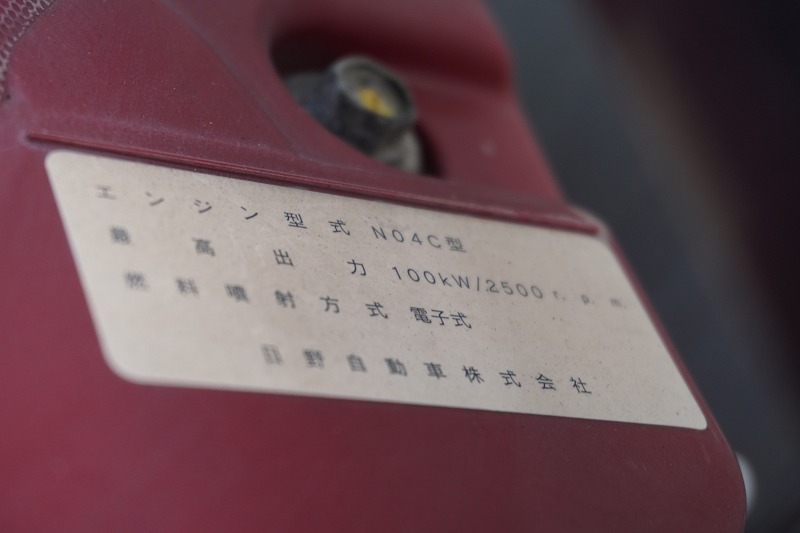 エンジン型式 N04C型
最高出力 100kW/2500r.p.m.
燃料噴射方式 電子式
日野自動車株式会社